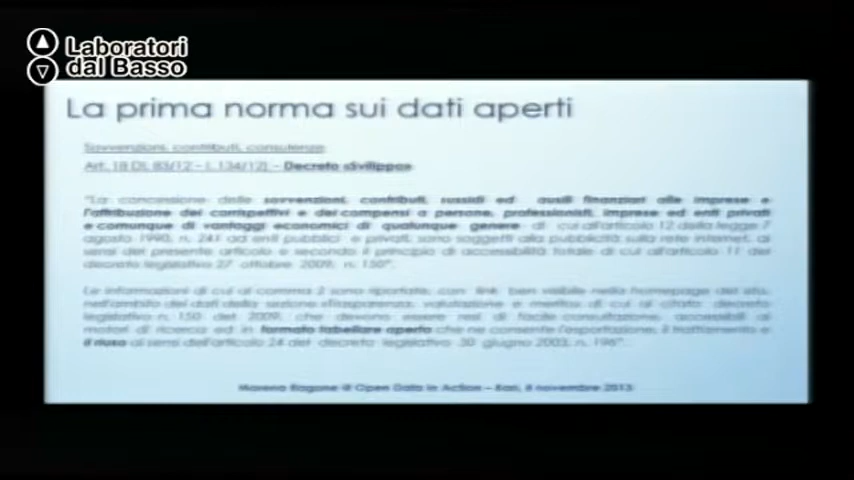 Laboratori
dal Basso
La prima norma sui dati aperti
Sovvenzioni, contributi, consulenze
Art. 18 DL 83/12 – L. 134/12) – Decreto «Sviluppo»
"La concessione delle sovvenzioni, contributi, sussidi ed ausili finanziari alle imprese e
l'attribuzione dei corrispettivi e dei compensi a persone, professionisti, imprese ed enti privati
e comunque di vantaggi economici di qualunque genere di cui all'articolo 12 della legge 7
agosto 1990, n. 241 ad enti pubblici e privati, sono soggetti alla pubblicità sulla rete internet, ai
sensi del presente articolo e secondo il principio di accessibilità totale di cui all'articolo 11 del
decreto legislativo 27 ottobre 2009, n. 150".
Le informazioni di cui al comma 2 sono riportate, con link ben visibile nella homepage del sito,
nell'ambito dei dati della sezione «Trasparenza, valutazione e merito» di cui al citato decreto
legislativo n. 150 del 2009, che devono essere resi di facile consultazione, accessibili ai
motori di ricerca ed in formato tabellare aperto che ne consente l'esportazione, il trattamento e
il riuso ai sensi dell'articolo 24 del decreto legislativo 30 giugno 2003, n. 196".
Morena Ragone @ Open Data in Action – Bari, 8 novembre 2013